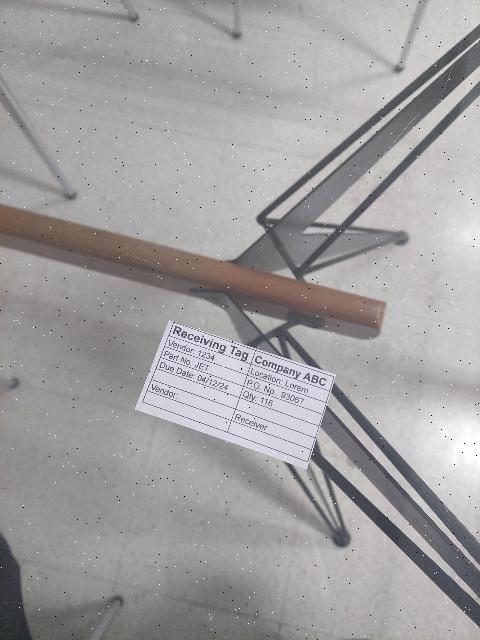 Receiving Tag Company ABC
Vendor: 1234 Location: Lorem
Part No. JET P.O. No. 93067
Due Date: 04/12/24 Qty: 116
Vendor: Receiver